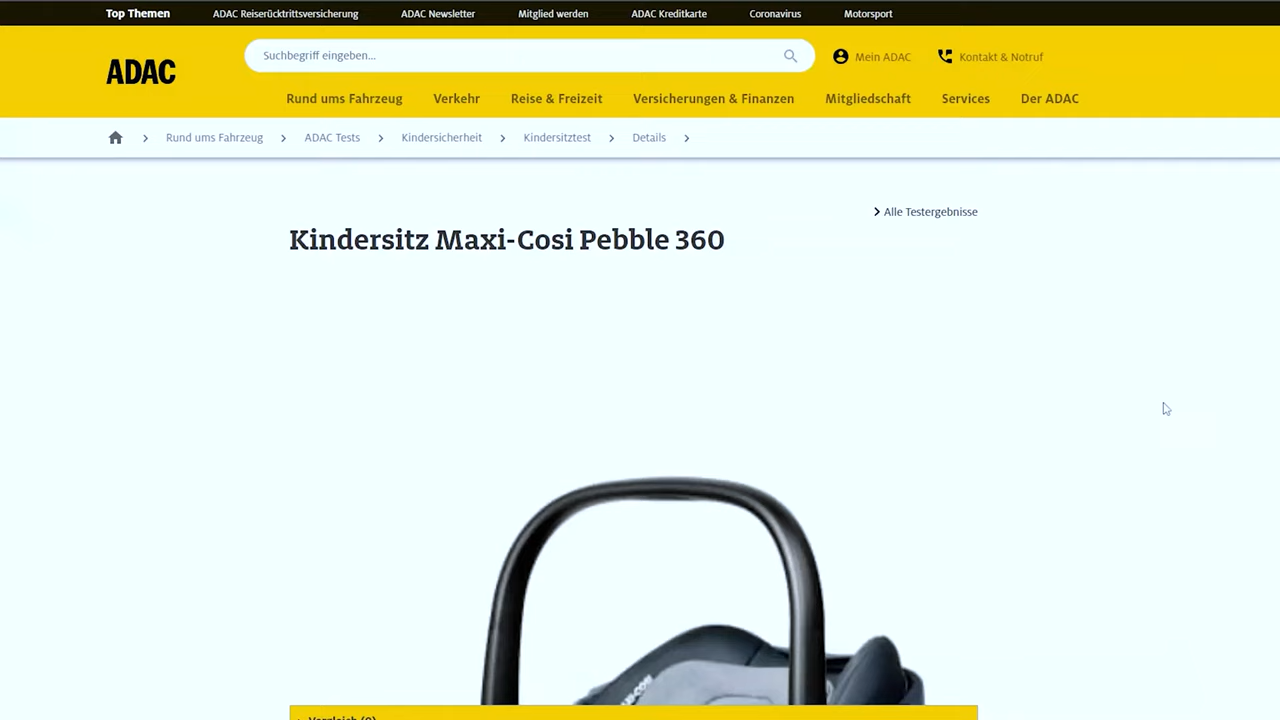 Top Themen ADAC Reiserücktrittsversicherung ADAC Newsletter Mitglied werden ADAC Kreditkarte Coronavirus Motorsport
ADAC
Suchbegriff eingeben...
Mein ADAC Kontakt & Notruf
Rund ums Fahrzeug Verkehr Reise & Freizeit Versicherungen & Finanzen Mitgliedschaft Services Der ADAC
Rund ums Fahrzeug ADAC Tests Kindersicherheit Kindersitztest Details
Alle Testergebnisse
Kindersitz Maxi-Cosi Pebble 360
Vergleich (0)